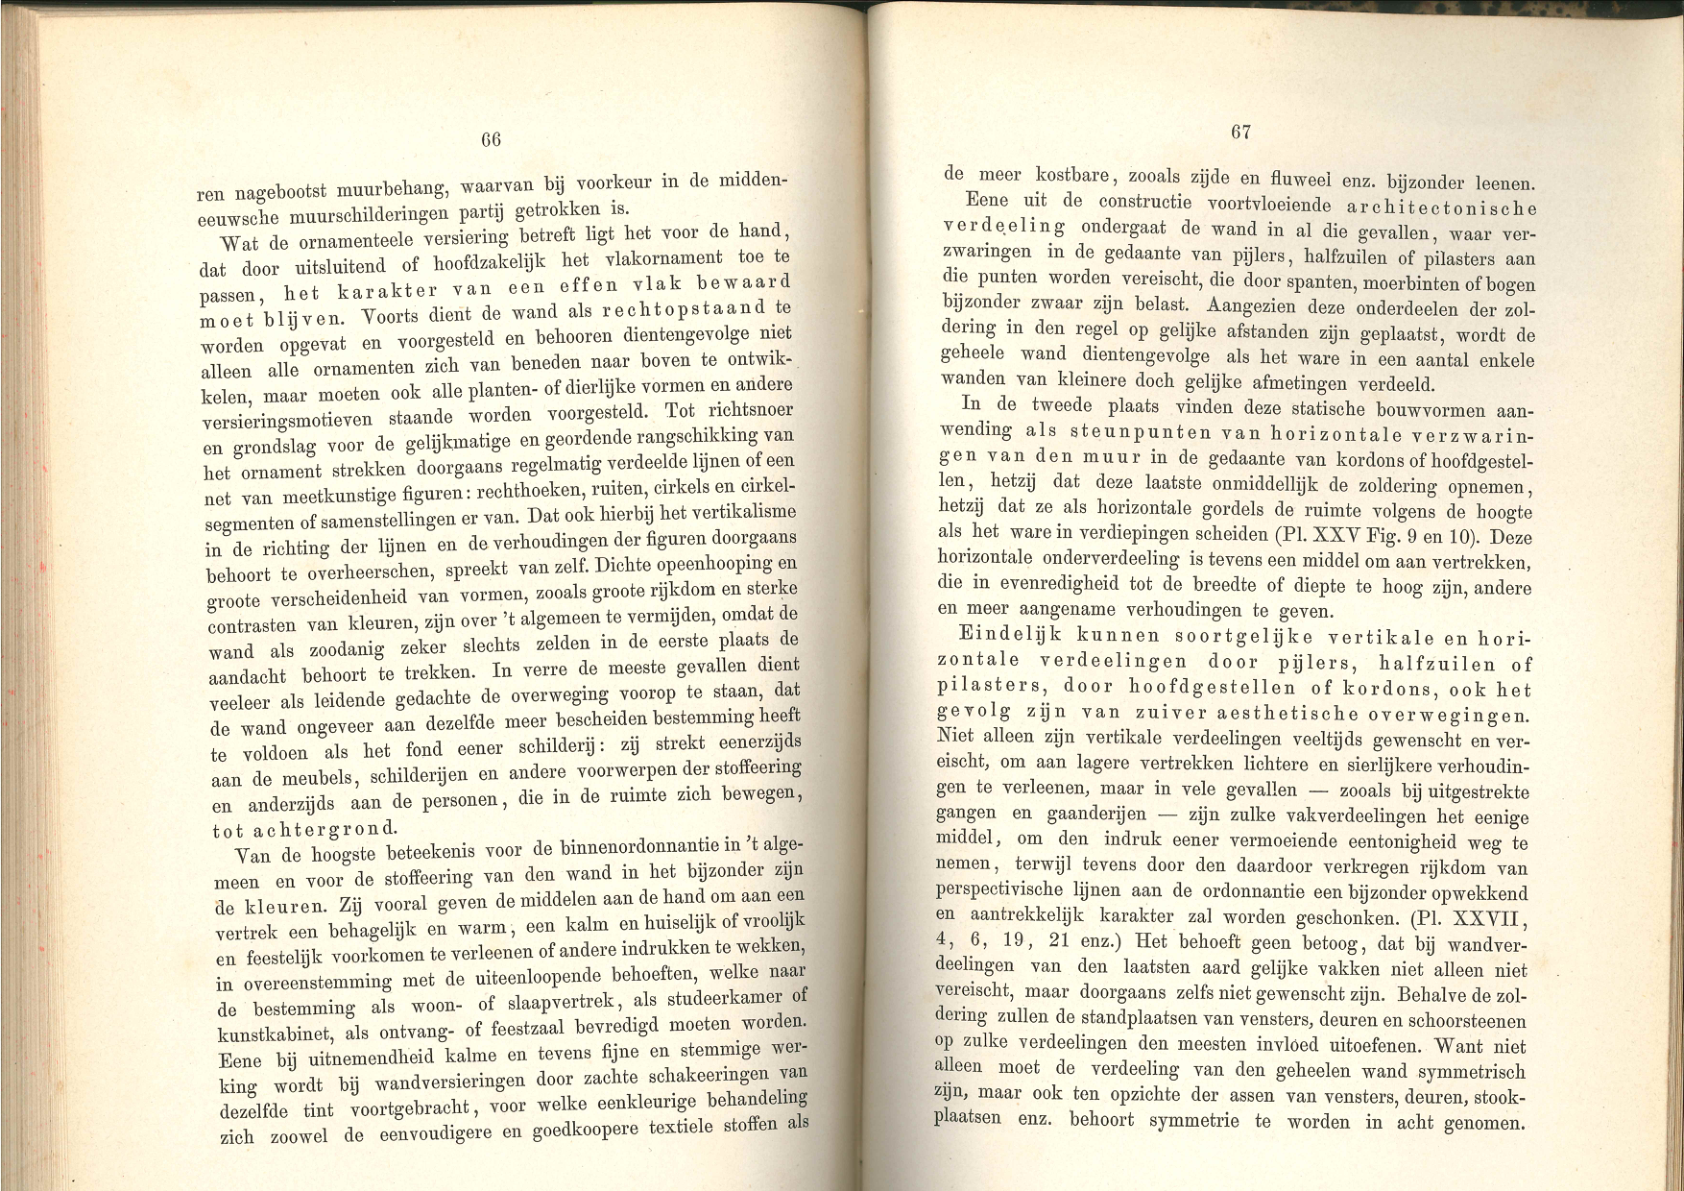 66
ren nagebootst muurbehang, waarvan bij voorkeur in de midden-
eeuwsche muurschilderingen partij getrokken is.
Wat de ornamenteele versiering betreft ligt het voor de hand,
dat door uitsluitend of hoofdzakelijk het vlakornament toe te
passen, het karakter van een effen vlak bewaard
moet blijven. Voorts dient de wand als rechtopstaand te
worden opgevat en voorgesteld en behooren dientengevolge niet
alleen alle ornamenten zich van beneden naar boven te ontwik-
kelen, maar moeten ook alle planten- of dierlijke vormen en andere
versieringsmotieven staande worden voorgesteld. Tot richtsnoer
en grondslag voor de gelijkmatige en geordende rangschikking van
het ornament strekken doorgaans regelmatig verdeelde lijnen of een
net van meetkunstige figuren: rechthoeken, ruiten, cirkels en cirkel-
segmenten of samenstellingen er van. Dat ook hierbij het vertikalisme
in de richting der lijnen en de verhoudingen der figuren doorgaans
behoort te overheerschen, spreekt van zelf. Dichte opeenhooping en
groote verscheidenheid van vormen, zooals groote rijkdom en sterke
contrasten van kleuren, zijn over 't algemeen te vermijden, omdat de
wand als zoodanig zeker slechts zelden in de eerste plaats de
aandacht behoort te trekken. In verre de meeste gevallen dient
veeleer als leidende gedachte de overweging voorop te staan, dat
de wand ongeveer aan dezelfde meer bescheiden bestemming heeft
te voldoen als het fond eener schilderij: zij strekt eenerzijds
aan de meubels, schilderijen en andere voorwerpen der stoffeering
en anderzijds aan de personen, die in de ruimte zich bewegen,
tot achtergrond.
Van de hoogste beteekenis voor de binnenordonnantie in 't alge-
meen en voor de stoffeering van den wand in het bijzonder zijn
de kleuren. Zij vooral geven de middelen aan de hand om aan een
vertrek een behagelijk en warm, een kalm en huiselijk of vroolijk
en feestelijk voorkomen te verleenen of andere indrukken te wekken,
in overeenstemming met de uiteenloopende behoeften, welke naar
de bestemming als woon- of slaapvertrek, als studeerkamer of
kunstkabinet, als ontvang- of feestzaal bevredigd moeten worden.
Eene bij uitnemendheid kalme en tevens fijne en stemmige wer-
king wordt bij wandversieringen door zachte schakeeringen van
dezelfde tint voortgebracht, voor welke eenkleurige behandeling
zich zoowel de eenvoudigere en goedkoopere textiele stoffen als
67
de meer kostbare, zooals zijde en fluweel enz. bijzonder leenen.
Eene uit de constructie voortvloeiende architectonische
verdeeling ondergaat de wand in al die gevallen, waar ver-
zwaringen in de gedaante van pijlers, halfzuilen of pilasters aan
die punten worden vereischt, die door spanten, moerbinten of bogen
bijzonder zwaar zijn belast. Aangezien deze onderdeelen der zol-
dering in den regel op gelijke afstanden zijn geplaatst, wordt de
geheele wand dientengevolge als het ware in een aantal enkele
wanden van kleinere doch gelijke afmetingen verdeeld.
In de tweede plaats vinden deze statische bouwvormen aan-
wending als steunpunten van horizontale verzwarin-
gen van den muur in de gedaante van kordons of hoofdgestel-
len, hetzij dat deze laatste onmiddellijk de zoldering opnemen,
hetzij dat ze als horizontale gordels de ruimte volgens de hoogte
als het ware in verdiepingen scheiden (Pl. XXV Fig. 9 en 10). Deze
horizontale onderverdeeling is tevens een middel om aan vertrekken,
die in evenredigheid tot de breedte of diepte te hoog zijn, andere
en meer aangename verhoudingen te geven.
Eindelijk kunnen soortgelijke vertikale en hori-
zontale verdeelingen door pijlers, halfzuilen of
pilasters, door hoofdgestellen of kordons, ook het
gevolg zijn van zuiver aesthetische overwegingen.
Niet alleen zijn vertikale verdeelingen veeltijds gewenscht en ver-
eischt, om aan lagere vertrekken lichtere en sierlijkere verhoudin-
gen te verleenen, maar in vele gevallen — zooals bij uitgestrekte
gangen en gaanderijen — zijn zulke vakverdeelingen het eenige
middel, om den indruk eener vermoeiende eentonigheid weg te
nemen, terwijl tevens door den daardoor verkregen rijkdom van
perspectivische lijnen aan de ordonnantie een bijzonder opwekkend
en aantrekkelijk karakter zal worden geschonken. (Pl. XXVII,
4, 6, 19, 21 enz.) Het behoeft geen betoog, dat bij wandver-
deelingen van den laatsten aard gelijke vakken niet alleen niet
vereischt, maar doorgaans zelfs niet gewenscht zijn. Behalve de zol-
dering zullen de standplaatsen van vensters, deuren en schoorsteenen
op zulke verdeelingen den meesten invloed uitoefenen. Want niet
alleen moet de verdeeling van den geheelen wand symmetrisch
zijn, maar ook ten opzichte der assen van vensters, deuren, stook-
plaatsen enz. behoort symmetrie te worden in acht genomen.